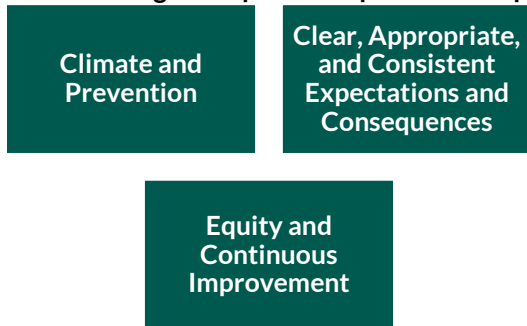 Climate and
Prevention
Clear, Appropriate,
and Consistent
Expectations and
Consequences
Equity and
Continuous
Improvement